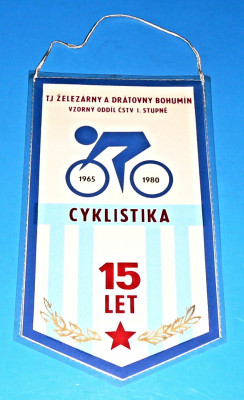 TJ ŽELEZÁRNY A DRÁTOVNY BOHUMÍN
VZORNÝ ODDÍL ČSTV I. STUPNĚ
1965 1980
CYKLISTIKA
15
LET